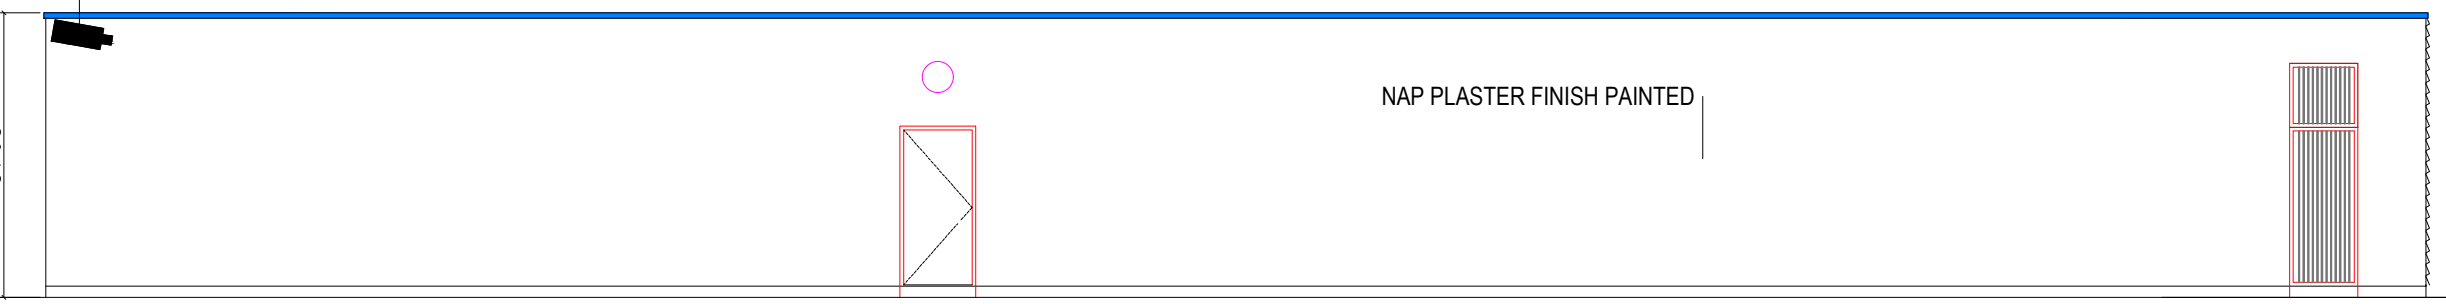 NAP PLASTER FINISH PAINTED